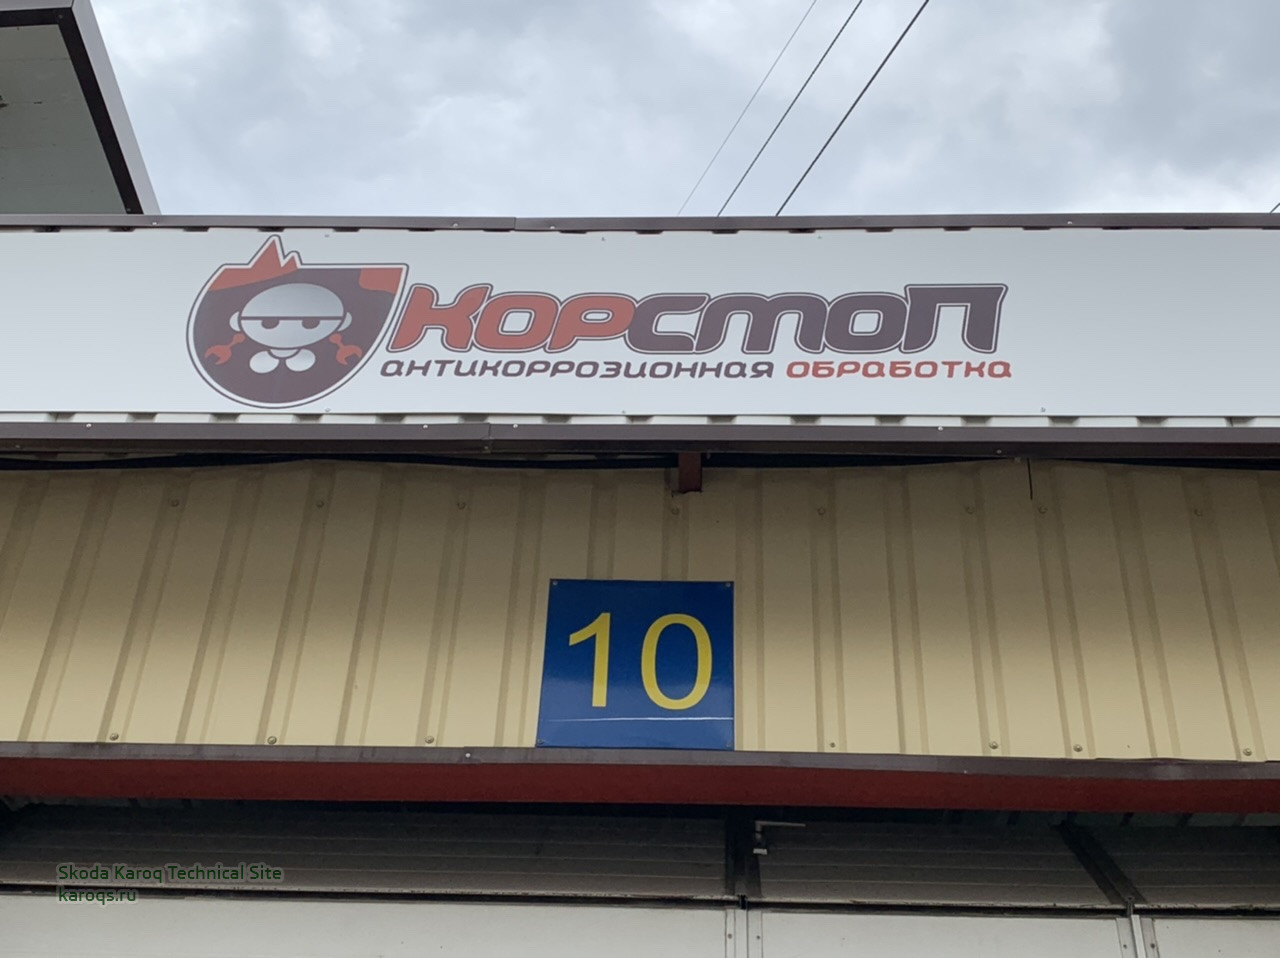 Корстоп
антикоррозионная обработка
10
Skoda Karoq Technical Site
karoqs.ru